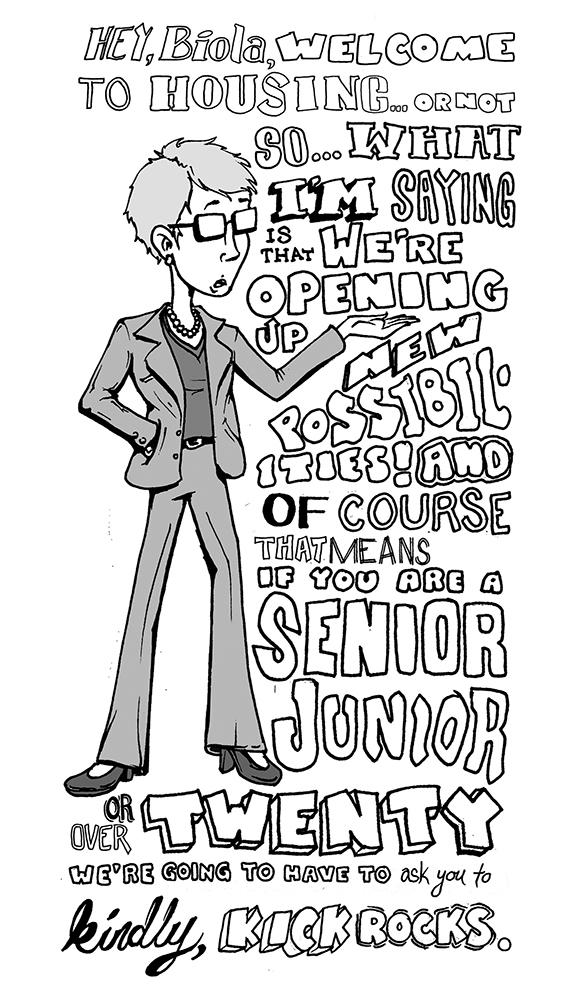 HEY, Biola, WELCOME
TO HOUSING... OR NOT
SO... WHAT
I'M SAYING
IS
THAT WE'RE
OPENING
UP
NEW
POSSIBIL-
ITIES! AND
OF COURSE
THAT MEANS
IF YOU ARE A
SENIOR
JUNIOR
OR
OVER TWENTY
WE'RE GOING TO HAVE TO ask you to
kindly, KICK ROCKS.